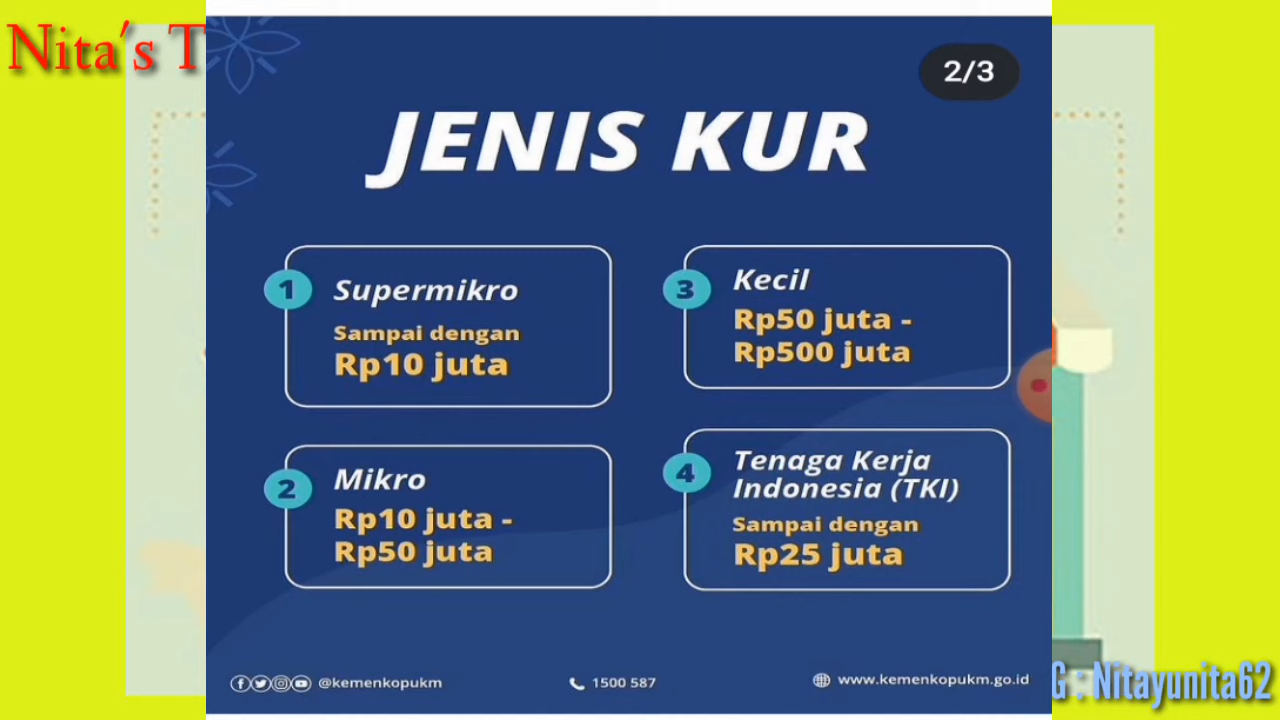 Nita's T
2/3
JENIS KUR
1
Supermikro
Sampai dengan
Rp10 juta
2
Mikro
Rp10 juta -
Rp50 juta
3
Kecil
Rp50 juta -
Rp500 juta
4
Tenaga Kerja
Indonesia (TKI)
Sampai dengan
Rp25 juta
@kemenkopukm
1500 587
www.kemenkopukm.go.id
G : Nitayunita62